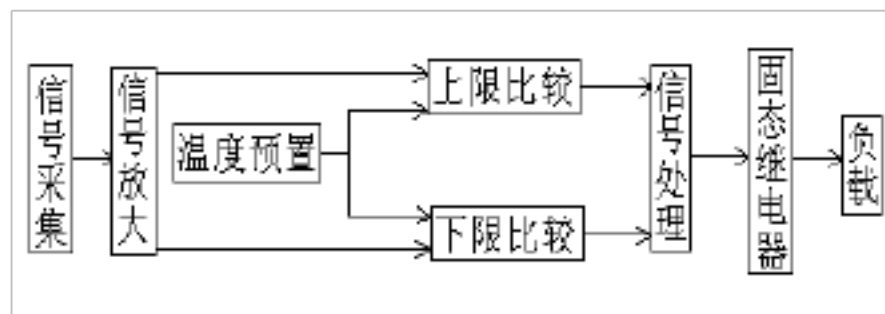 信号采集
信号放大
温度预置
上限比较
下限比较
信号处理
固态继电器
负载